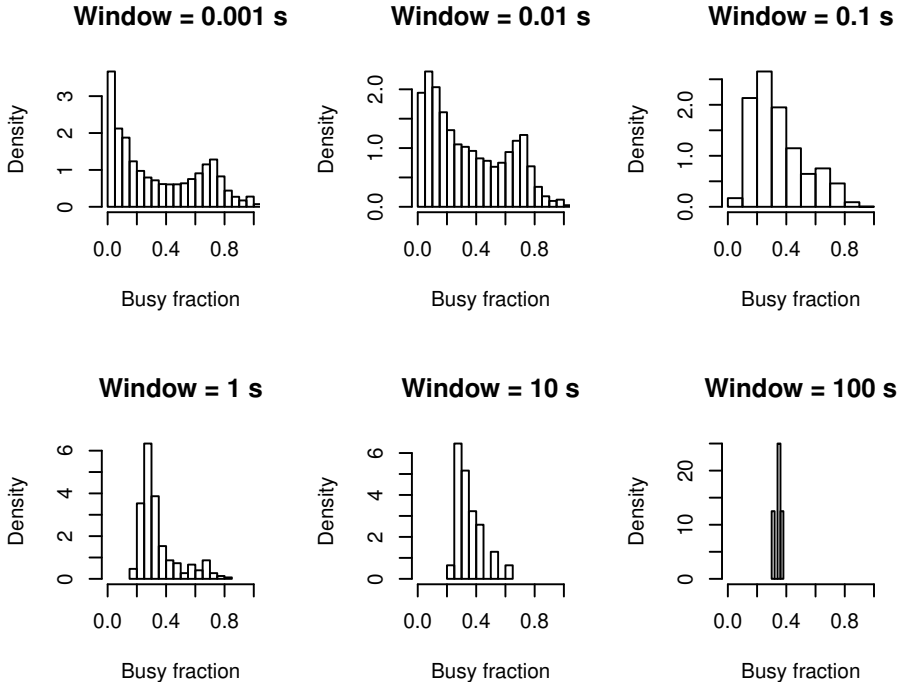 Window = 0.001 s
Density
0 1 2 3
0.0 0.4 0.8
Busy fraction
Window = 0.01 s
Density
0.0 1.0 2.0
0.0 0.4 0.8
Busy fraction
Window = 0.1 s
Density
0.0 1.0 2.0
0.0 0.4 0.8
Busy fraction
Window = 1 s
Density
0 2 4 6
0.0 0.4 0.8
Busy fraction
Window = 10 s
Density
0 2 4 6
0.0 0.4 0.8
Busy fraction
Window = 100 s
Density
0 10 20
0.0 0.4 0.8
Busy fraction